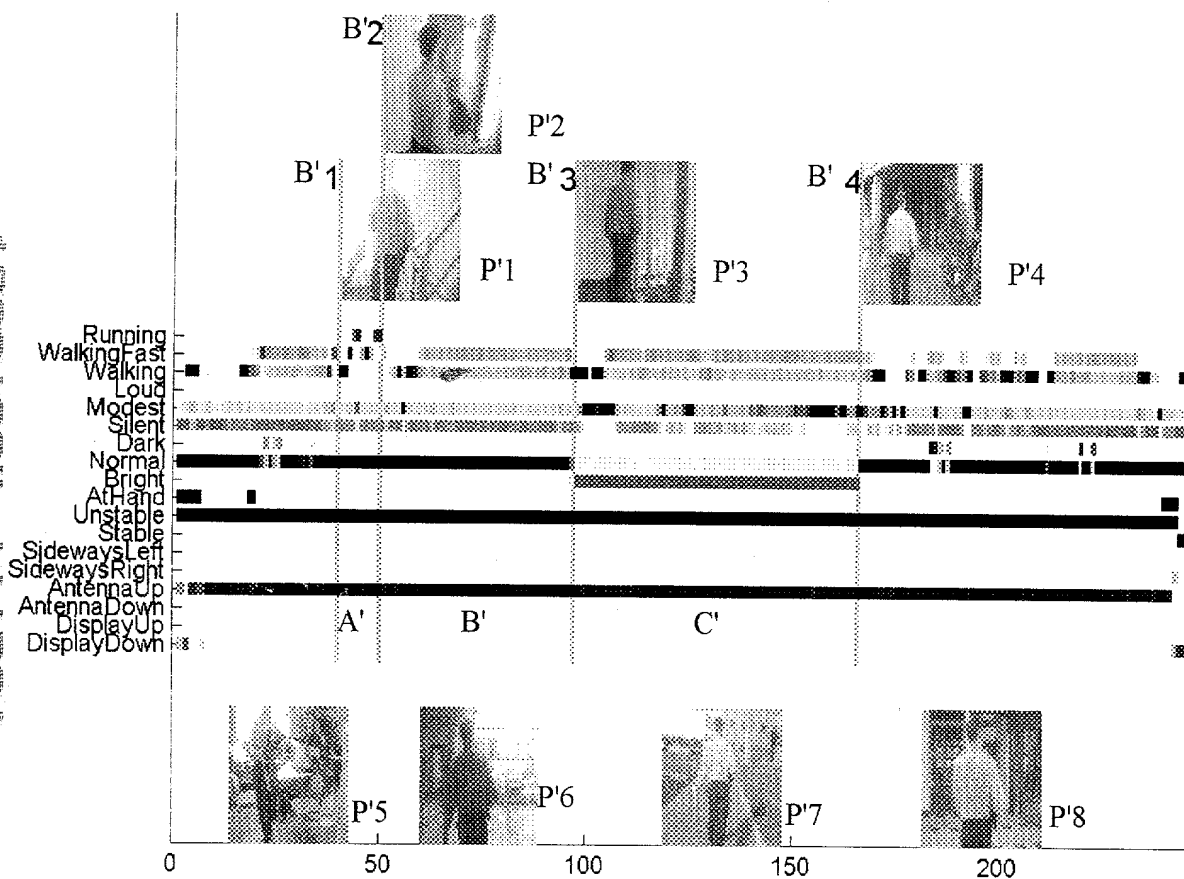 B'2
P'2
B'1
B'3
B'4
P'1
P'3
P'4
Running
WalkingFast
Walking
Loud
Modest
Silent
Dark
Normal
Bright
AtHand
Unstable
Stable
SidewaysLeft
SidewaysRight
AntennaUp
AntennaDown
DisplayUp
DisplayDown
A'
B'
C'
P'5
P'6
P'7
P'8
0
50
100
150
200